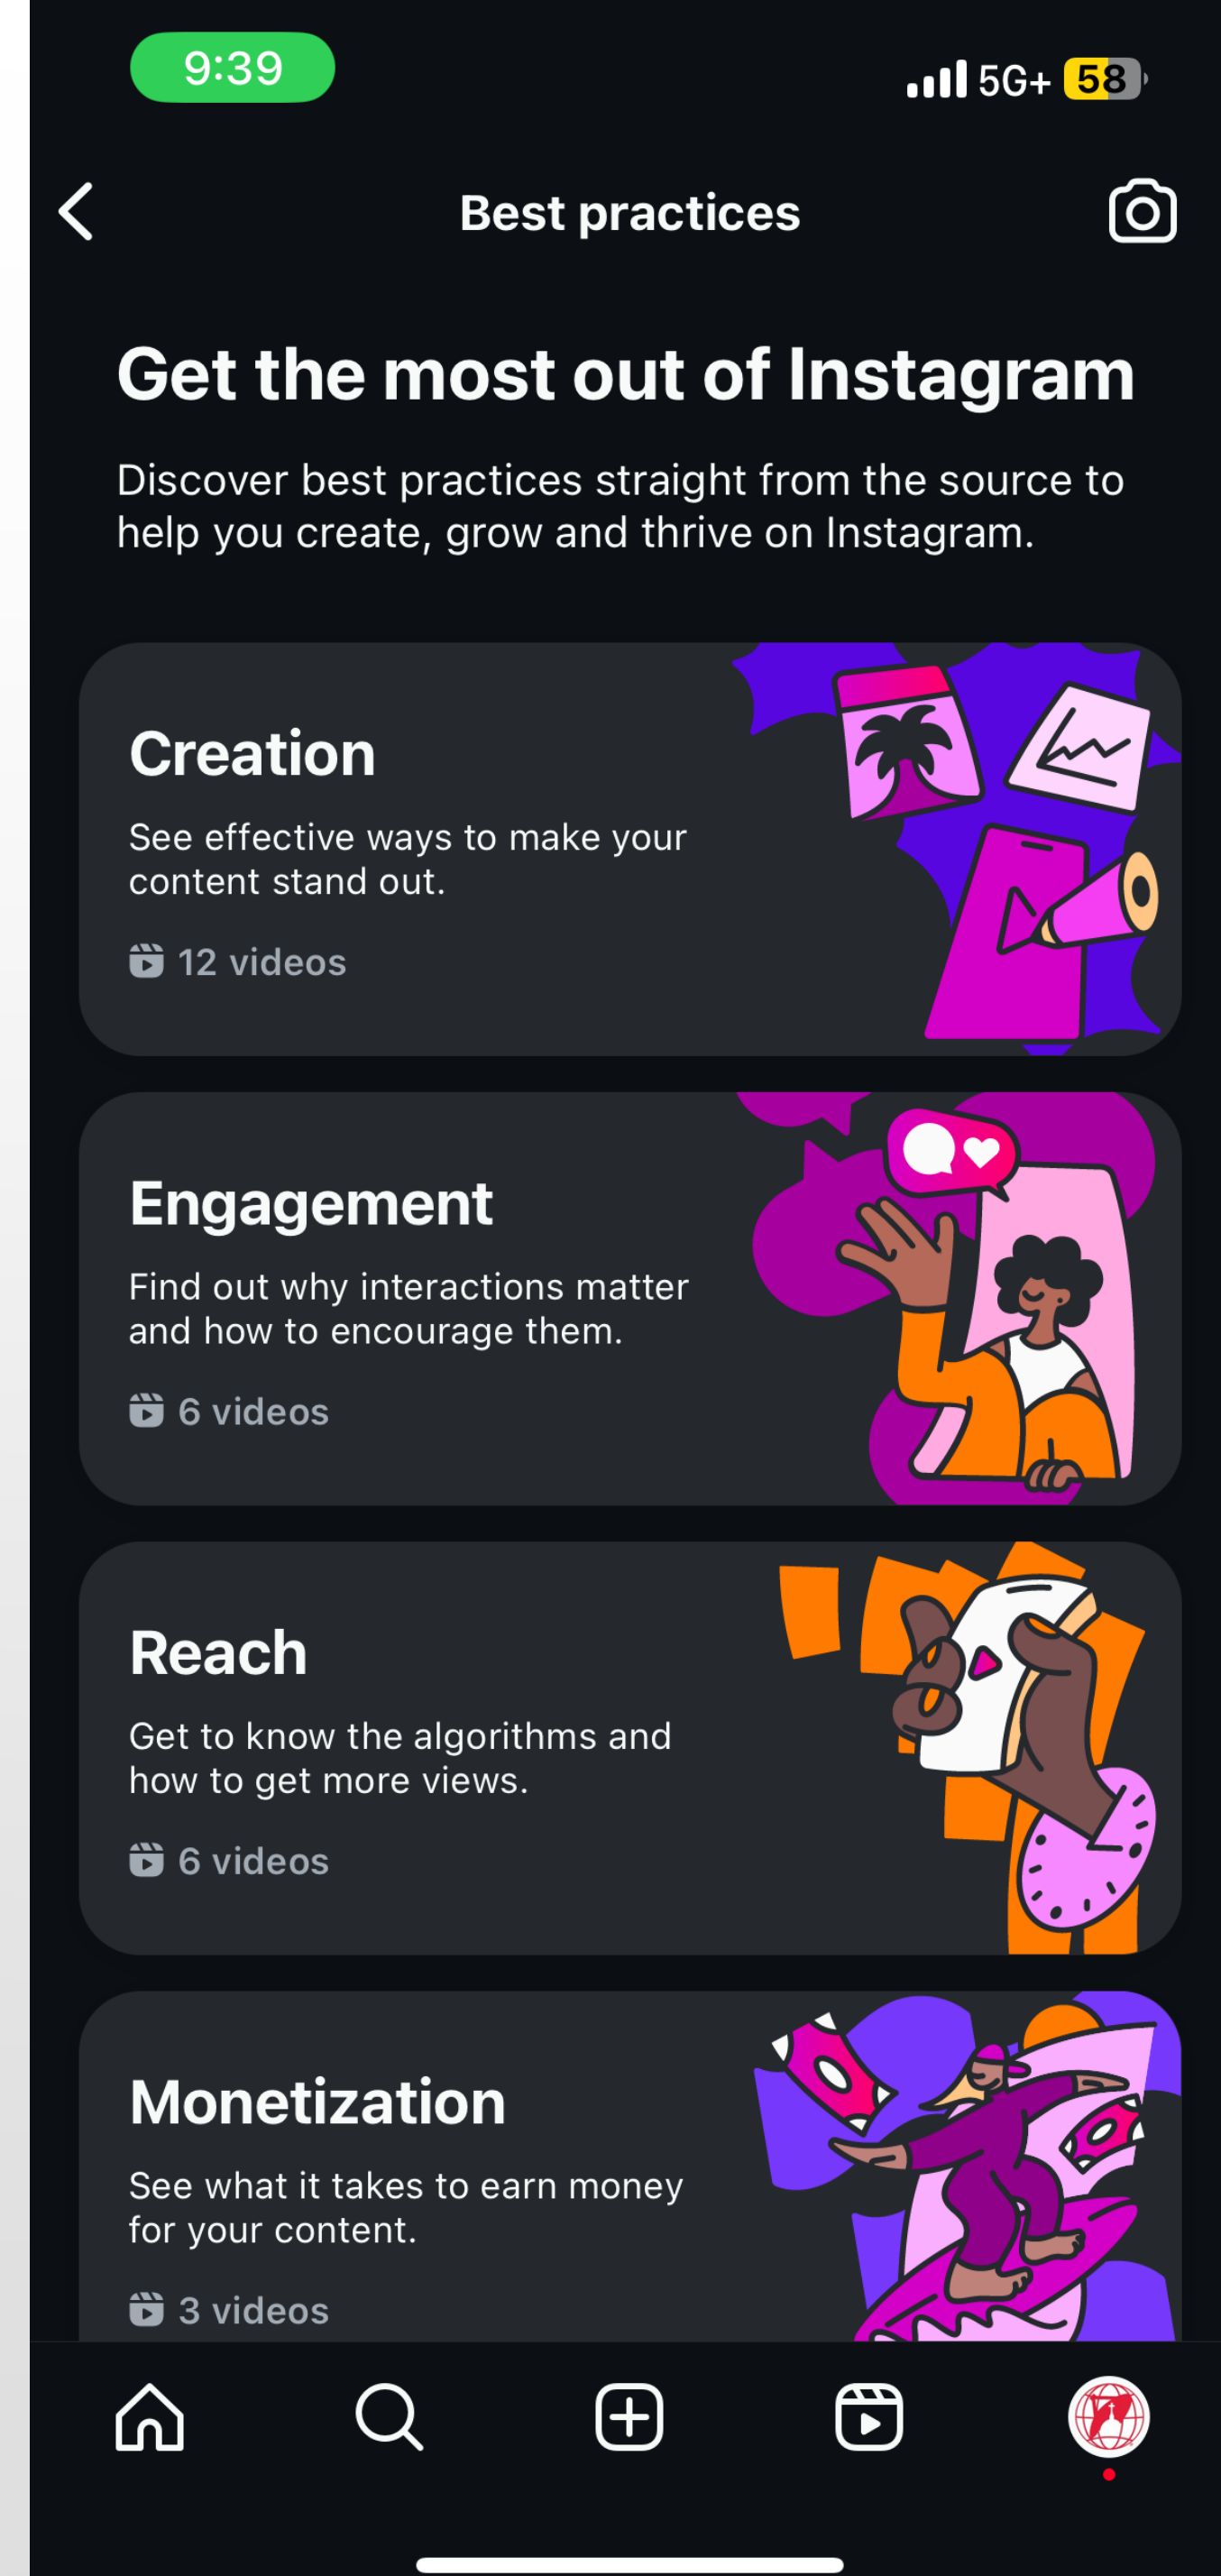 9:39
5G+ 58
Best practices
Get the most out of Instagram
Discover best practices straight from the source to
help you create, grow and thrive on Instagram.
Creation
See effective ways to make your
content stand out.
12 videos
Engagement
Find out why interactions matter
and how to encourage them.
6 videos
Reach
Get to know the algorithms and
how to get more views.
6 videos
Monetization
See what it takes to earn money
for your content.
3 videos